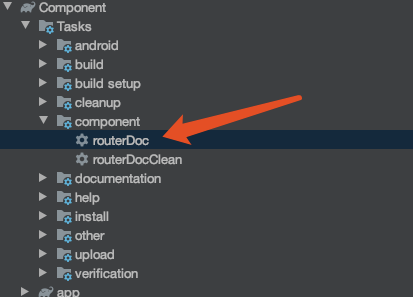 Component
Tasks
android
build
build setup
cleanup
component
routerDoc
routerDocClean
documentation
help
install
other
upload
verification
app